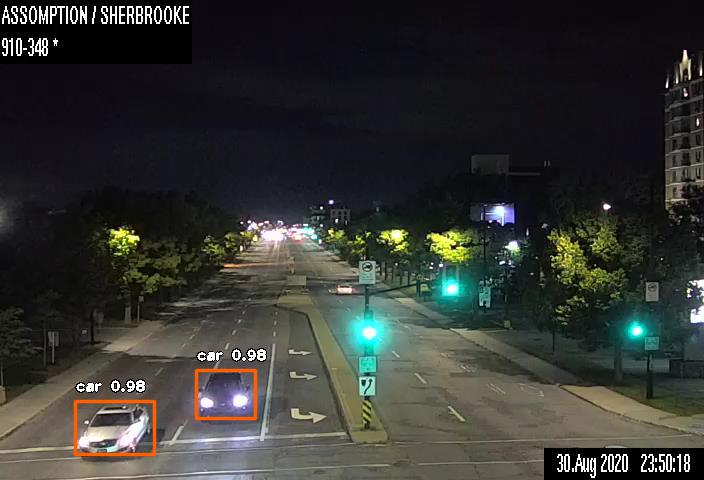 ASSOMPTION / SHERBROOKE
910-348 *
car 0.98
car 0.98
30.Aug 2020 23:50:18